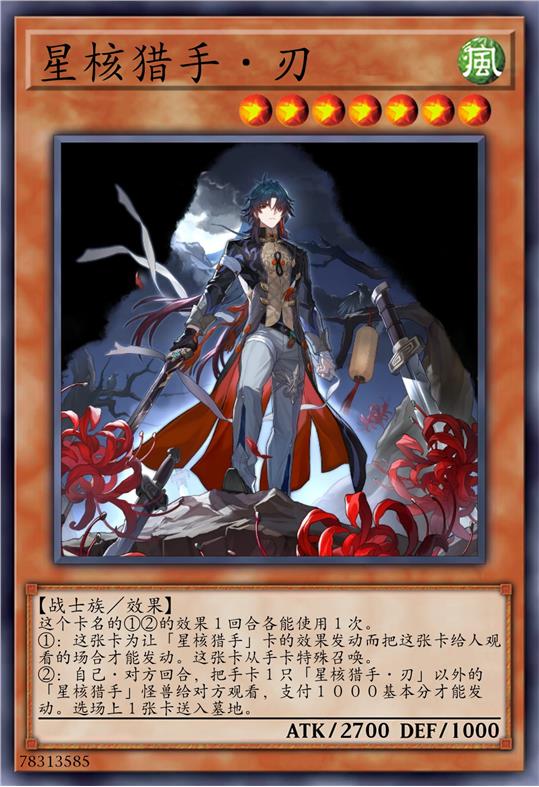 星核猎手·刃
風
【战士族／效果】
这个卡名的①②的效果１回合各能使用１次。
①：这张卡为让「星核猎手」卡的效果发动而把这张卡给人观
看的场合才能发动。这张卡从手卡特殊召唤。
②：自己·对方回合，把手卡１只「星核猎手·刃」以外的
「星核猎手」怪兽给对方观看，支付１０００基本分才能发
动。选场上１张卡送入墓地。
ATK/2700 DEF/1000
78313585